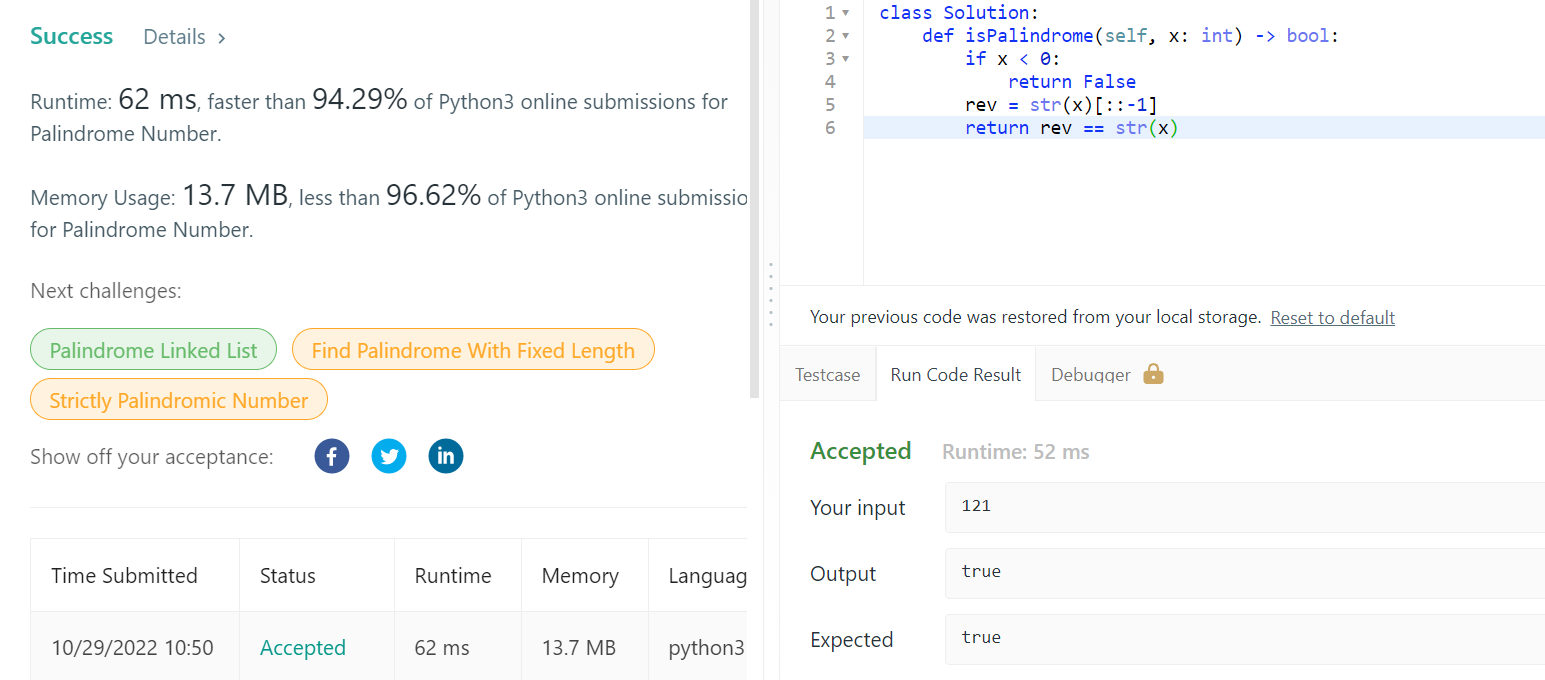 Success Details >
Runtime: 62 ms, faster than 94.29% of Python3 online submissions for
Palindrome Number.
Memory Usage: 13.7 MB, less than 96.62% of Python3 online submissio
for Palindrome Number.
Next challenges:
Palindrome Linked List Find Palindrome With Fixed Length
Strictly Palindromic Number
Show off your acceptance:
Time Submitted Status Runtime Memory Languag
10/29/2022 10:50 Accepted 62 ms 13.7 MB python3
1 class Solution:
2 def isPalindrome(self, x: int) -> bool:
3 if x < 0:
4 return False
5 rev = str(x)[::-1]
6 return rev == str(x)
Your previous code was restored from your local storage. Reset to default
Testcase Run Code Result Debugger
Accepted Runtime: 52 ms
Your input 121
Output true
Expected true